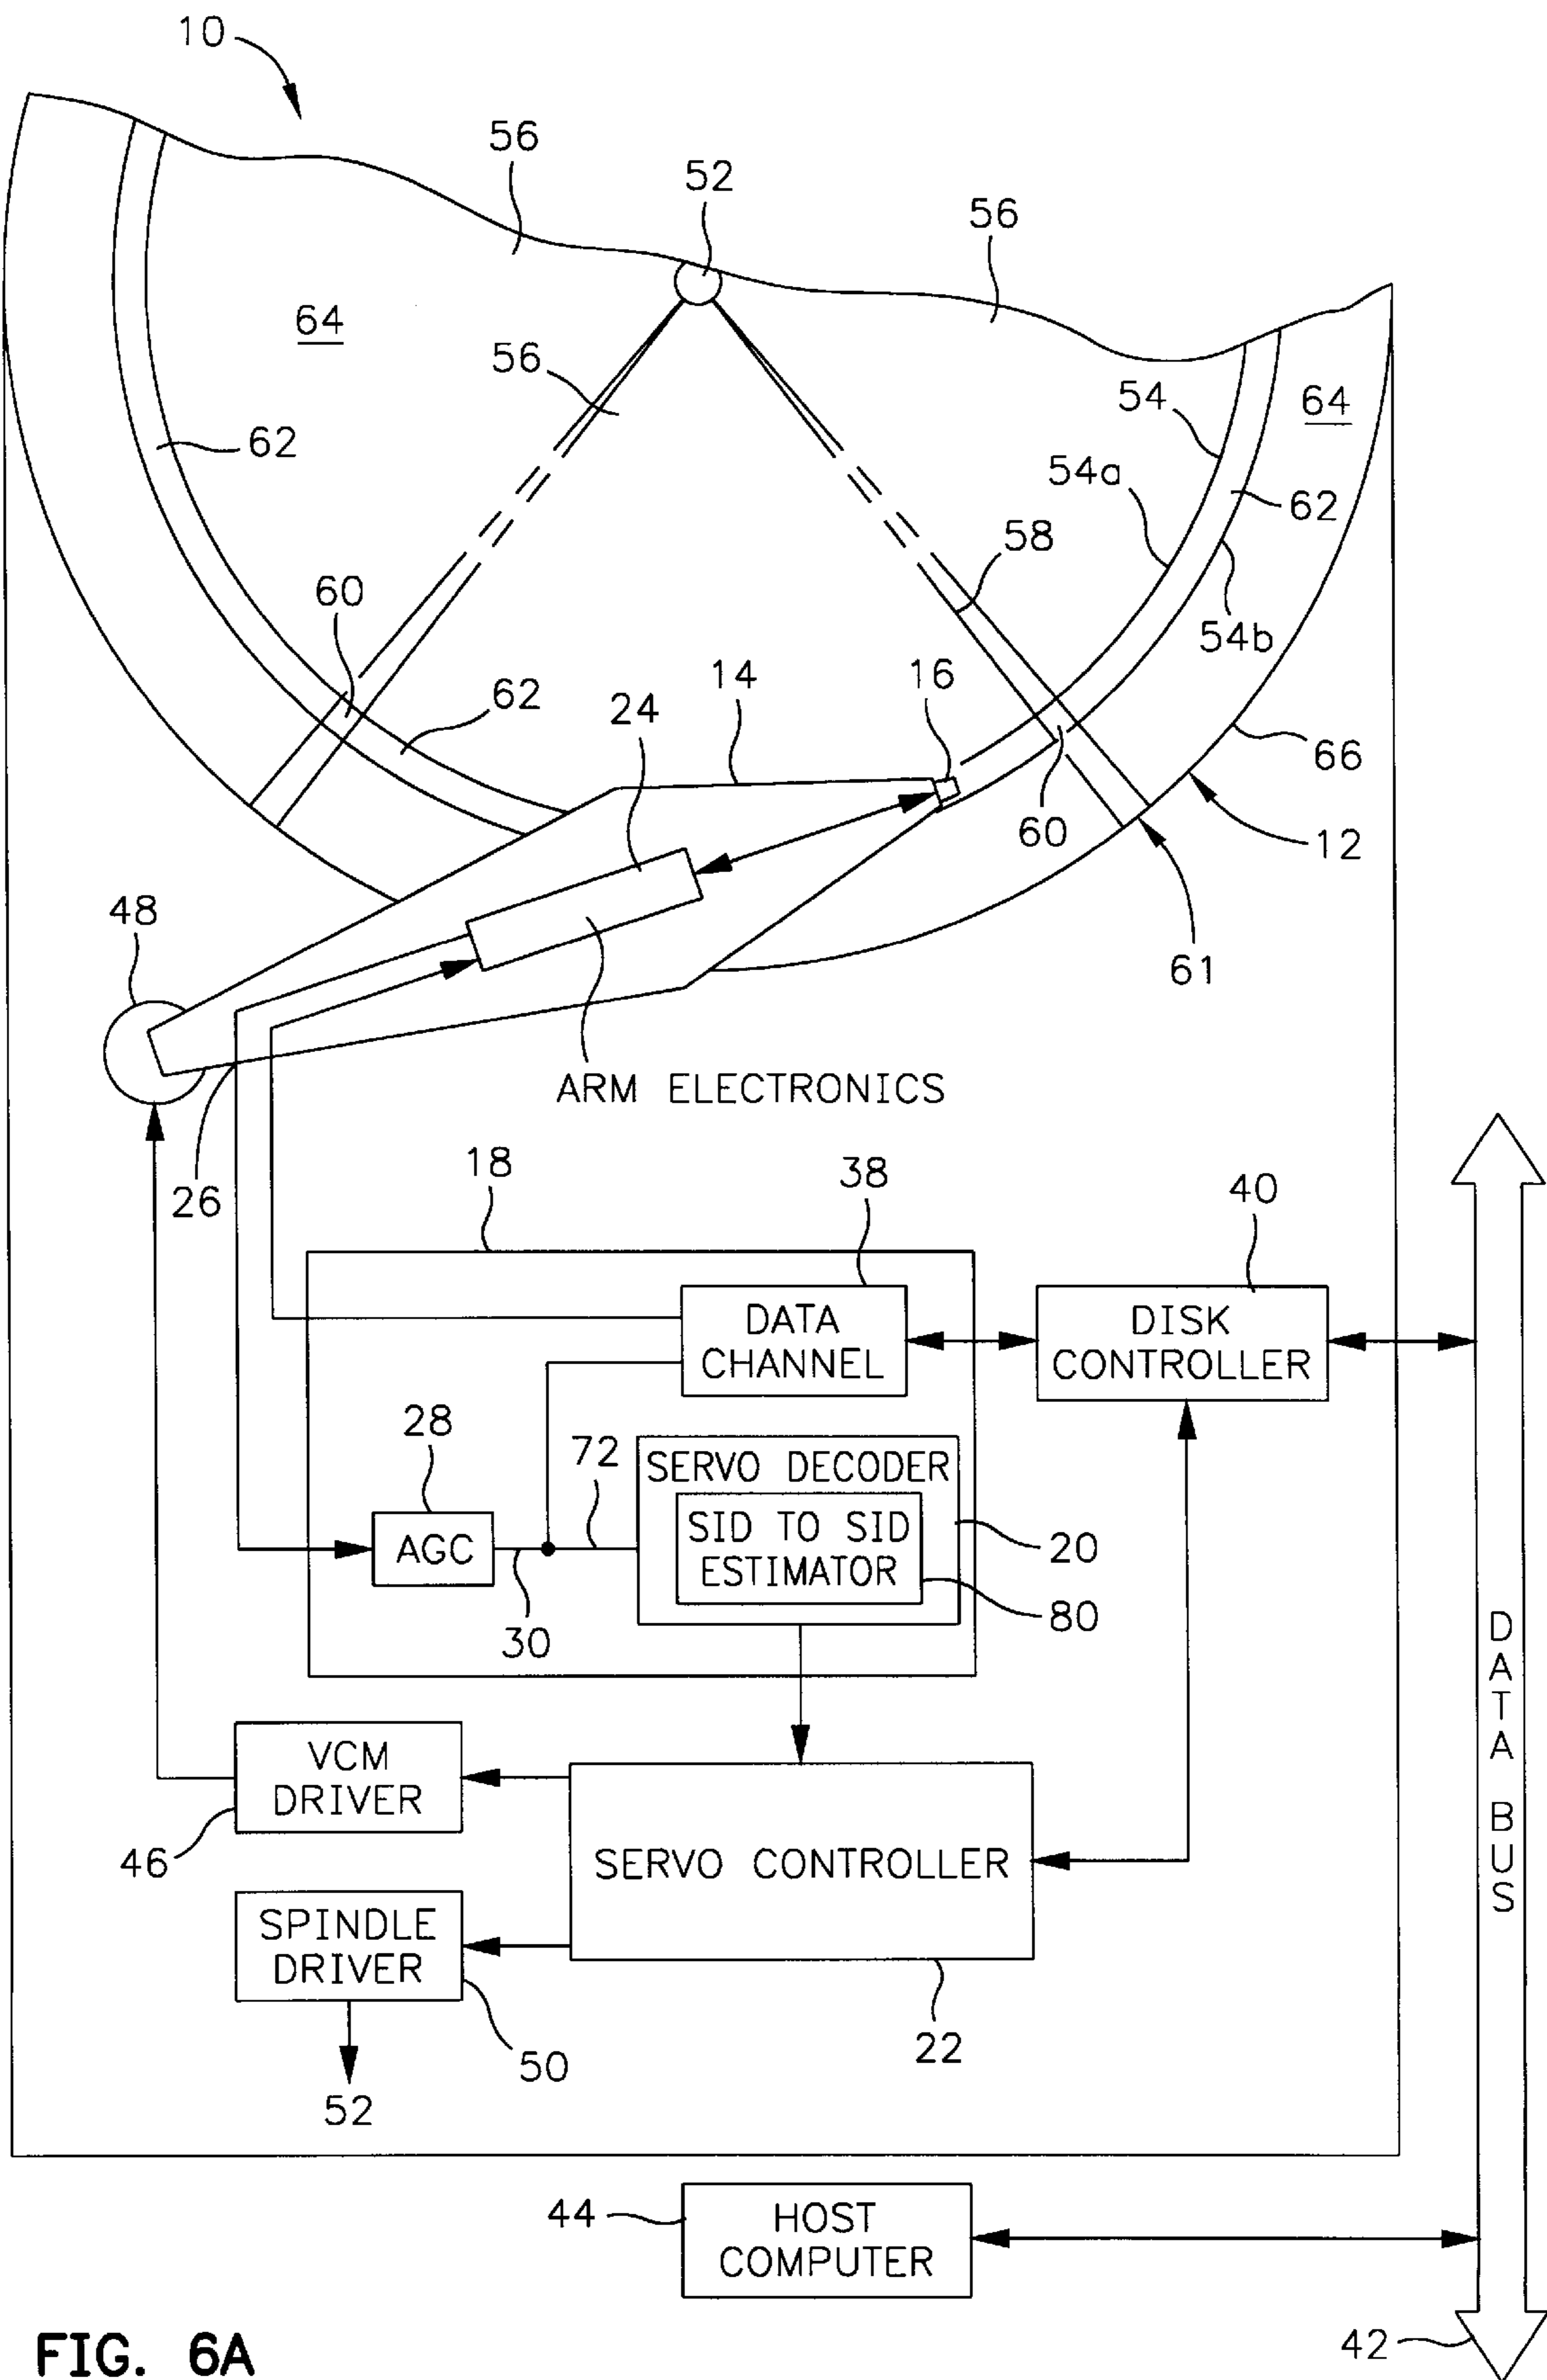 10
56
52
56
64
56
54
64
62
54a
62
58
60
54b
14
16
62
24
66
60
12
48
61
ARM ELECTRONICS
18
38
26
40
DATA
CHANNEL
DISK
CONTROLLER
28
72
SERVO DECODER
AGC
SID TO SID
ESTIMATOR
20
80
30
DATA BUS
VCM
DRIVER
46
SERVO CONTROLLER
SPINDLE
DRIVER
22
50
52
44
HOST
COMPUTER
42
FIG. 6A